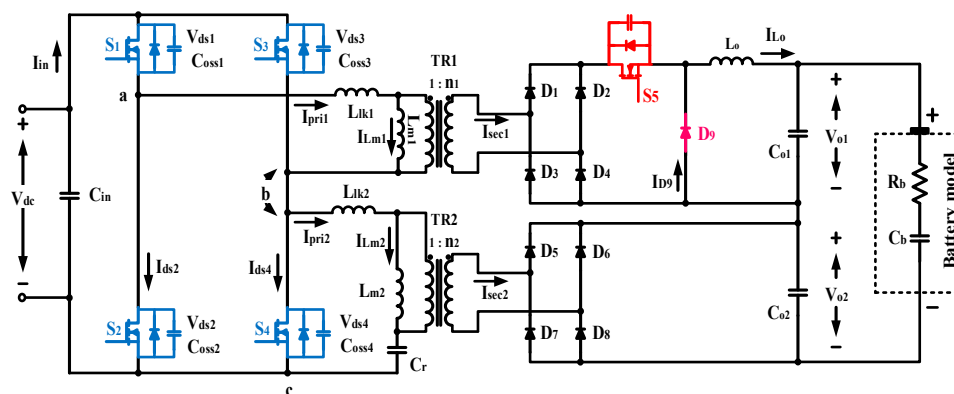 Iin
+
Vdc
−
Cin
S1
Vds1
Coss1
S3
Vds3
Coss3
a
Ipri1
Llk1
ILm1
Lm1
TR1
1 : n1
Isec1
b
Ipri2
Llk2
ILm2
Lm2
TR2
1 : n2
Isec2
Ids2
Ids4
S2
Vds2
Coss2
S4
Vds4
Coss4
Cr
c
D1
D2
D3
D4
S5
D9
ID9
Lo
ILo
Co1
+
Vo1
−
D5
D6
D7
D8
Co2
+
Vo2
−
+
Rb
Cb
−
Battery model